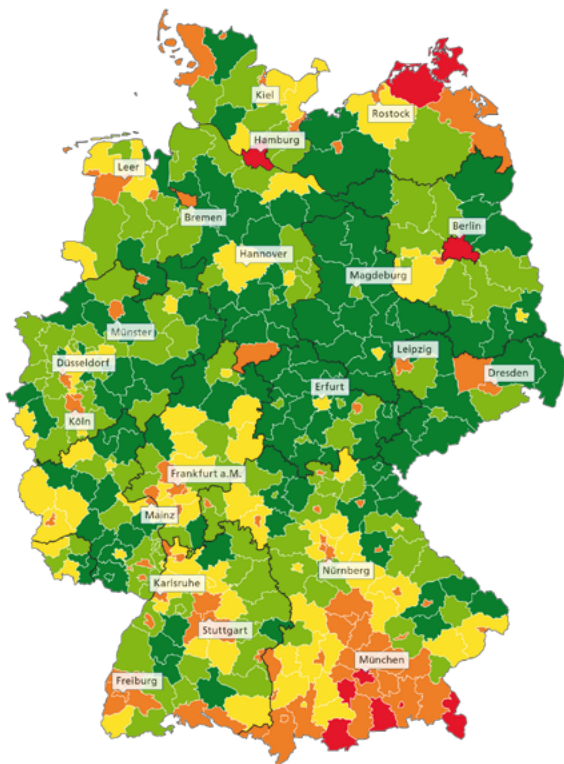 Kiel
Rostock
Hamburg
Leer
Bremen
Berlin
Hannover
Magdeburg
Münster
Düsseldorf
Leipzig
Dresden
Erfurt
Köln
Frankfurt a.M.
Mainz
Nürnberg
Karlsruhe
Stuttgart
München
Freiburg